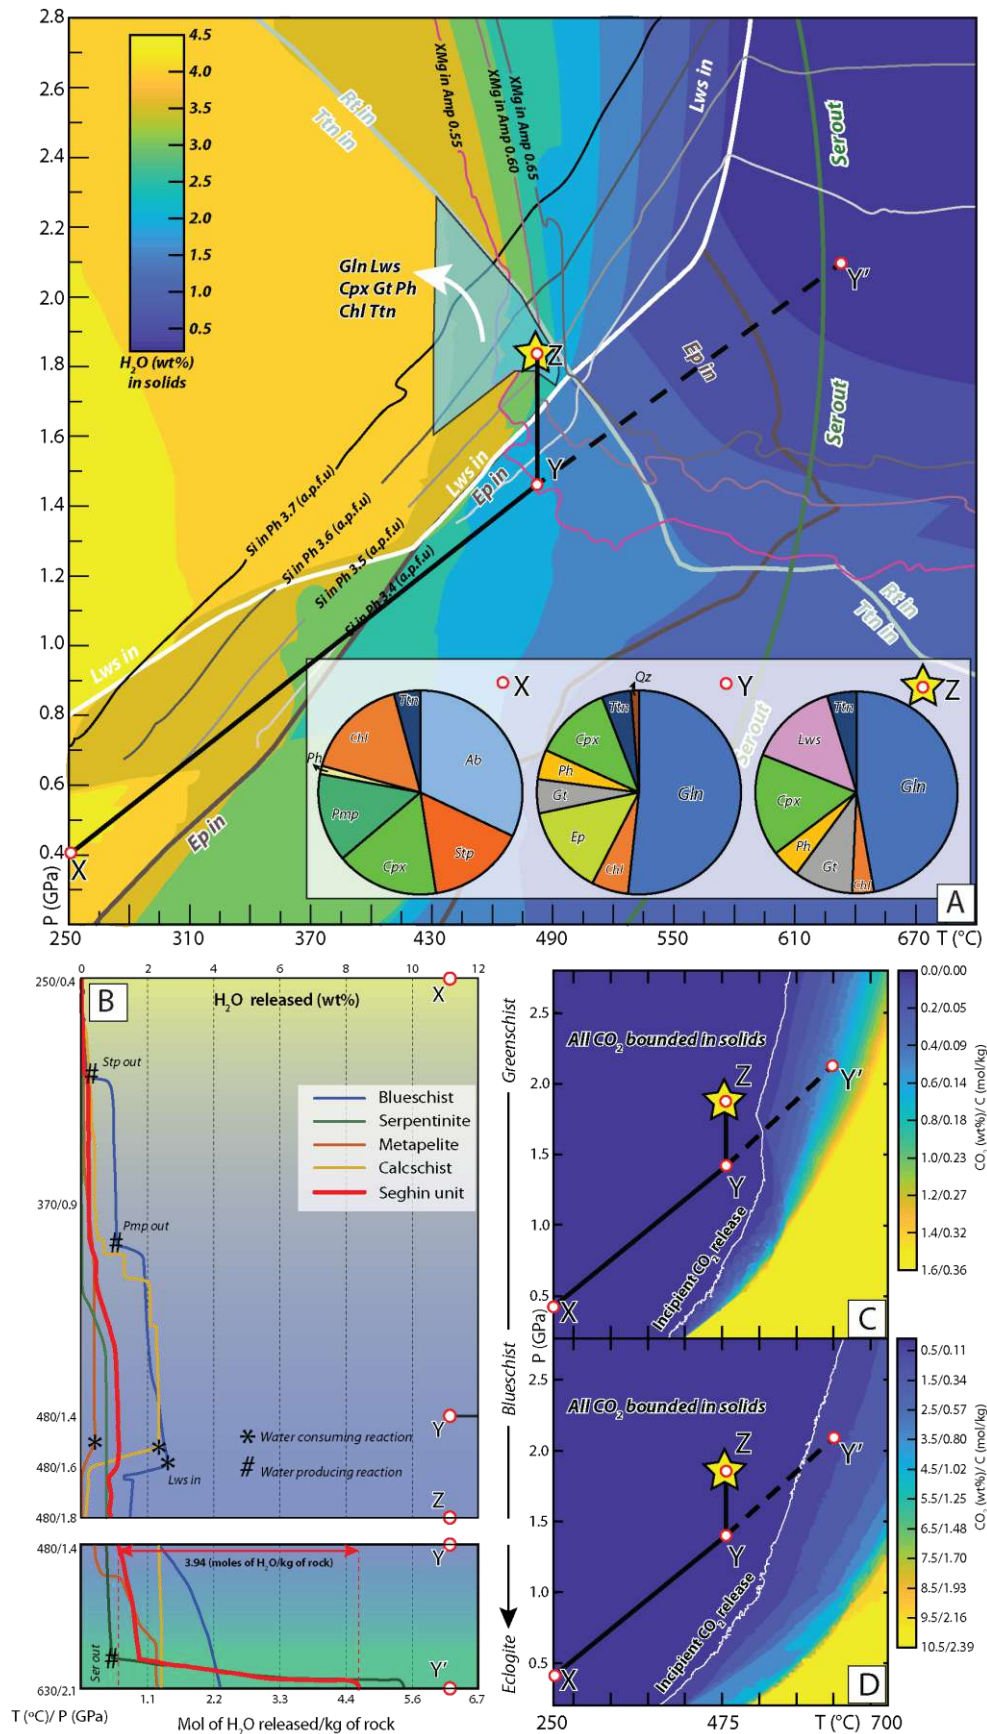 2.8
2.6
2.4
2.2
2.0
1.8
1.6
1.4
1.2
1.0
0.8
0.6
0.4
P (GPa)
4.5
4.0
3.5
3.0
2.5
2.0
1.5
1.0
0.5
H₂O (wt%)
in solids
Rt in
Ttn in
XMg in Amp 0.55
XMg in Amp 0.60
XMg in Amp 0.65
Lws in
Ser out
Gln Lws
Cpx Gt Ph
Chl Ttn
Z
Y'
Ep in
Ser out
Lws in
Y
Ep in
Si in Ph 3.7 (a.p.f.u)
Si in Ph 3.6 (a.p.f.u)
Si in Ph 3.5 (a.p.f.u)
Si in Ph 3.4 (a.p.f.u)
Lws in
Rt in
Ttn in
Ser out
Ep in
X
X
Ttn
Ab
Stp
Cpx
Pmp
Ph
Chl
Y
Qz
Gln
Chl
Ep
Gt
Ph
Cpx
Ttn
Z
Gln
Chl
Gt
Ph
Cpx
Lws
Ttn
A
250 310 370 430 490 550 610 670 T (°C)
0 2 4 6 8 10 12
B
H₂O released (wt%)
X
250/0.4
370/0.9
480/1.4
480/1.6
480/1.8
# Stp out
Blueschist
Serpentinite
Metapelite
Calcschist
Seghin unit
# Pmp out
Y
* Water consuming reaction
# Water producing reaction
* * *
Lws in
Z
480/1.4
Y
3.94 (moles of H₂O/kg of rock)
Ser out
#
Y'
630/2.1
1.1 2.2 3.3 4.4 5.6 6.7
T (°C)/ P (GPa)
Mol of H₂O released/kg of rock
Greenschist
Blueschist
Eclogite
2.5
2.0
1.5
1.0
0.5
P (GPa)
All CO₂ bounded in solids
Z
Y'
Y
Incipient CO₂ release
X
C
0.0/0.00
0.2/0.05
0.4/0.09
0.6/0.14
0.8/0.18
1.0/0.23
1.2/0.27
1.4/0.32
1.6/0.36
CO₂ (wt%)/ C (mol/kg)
2.5
2.0
1.5
1.0
0.5
All CO₂ bounded in solids
Z
Y'
Y
Incipient CO₂ release
X
D
0.5/0.11
1.5/0.34
2.5/0.57
3.5/0.80
4.5/1.02
5.5/1.25
6.5/1.48
7.5/1.70
8.5/1.93
9.5/2.16
10.5/2.39
CO₂ (wt%)/ C (mol/kg)
250 475 T (°C) 700